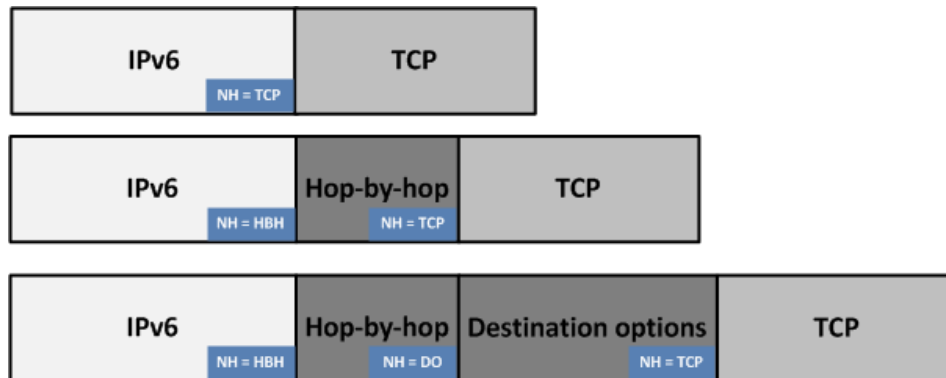 IPv6 TCP
NH = TCP
IPv6 Hop-by-hop TCP
NH = HBH NH = TCP
IPv6 Hop-by-hop Destination options TCP
NH = HBH NH = DO NH = TCP